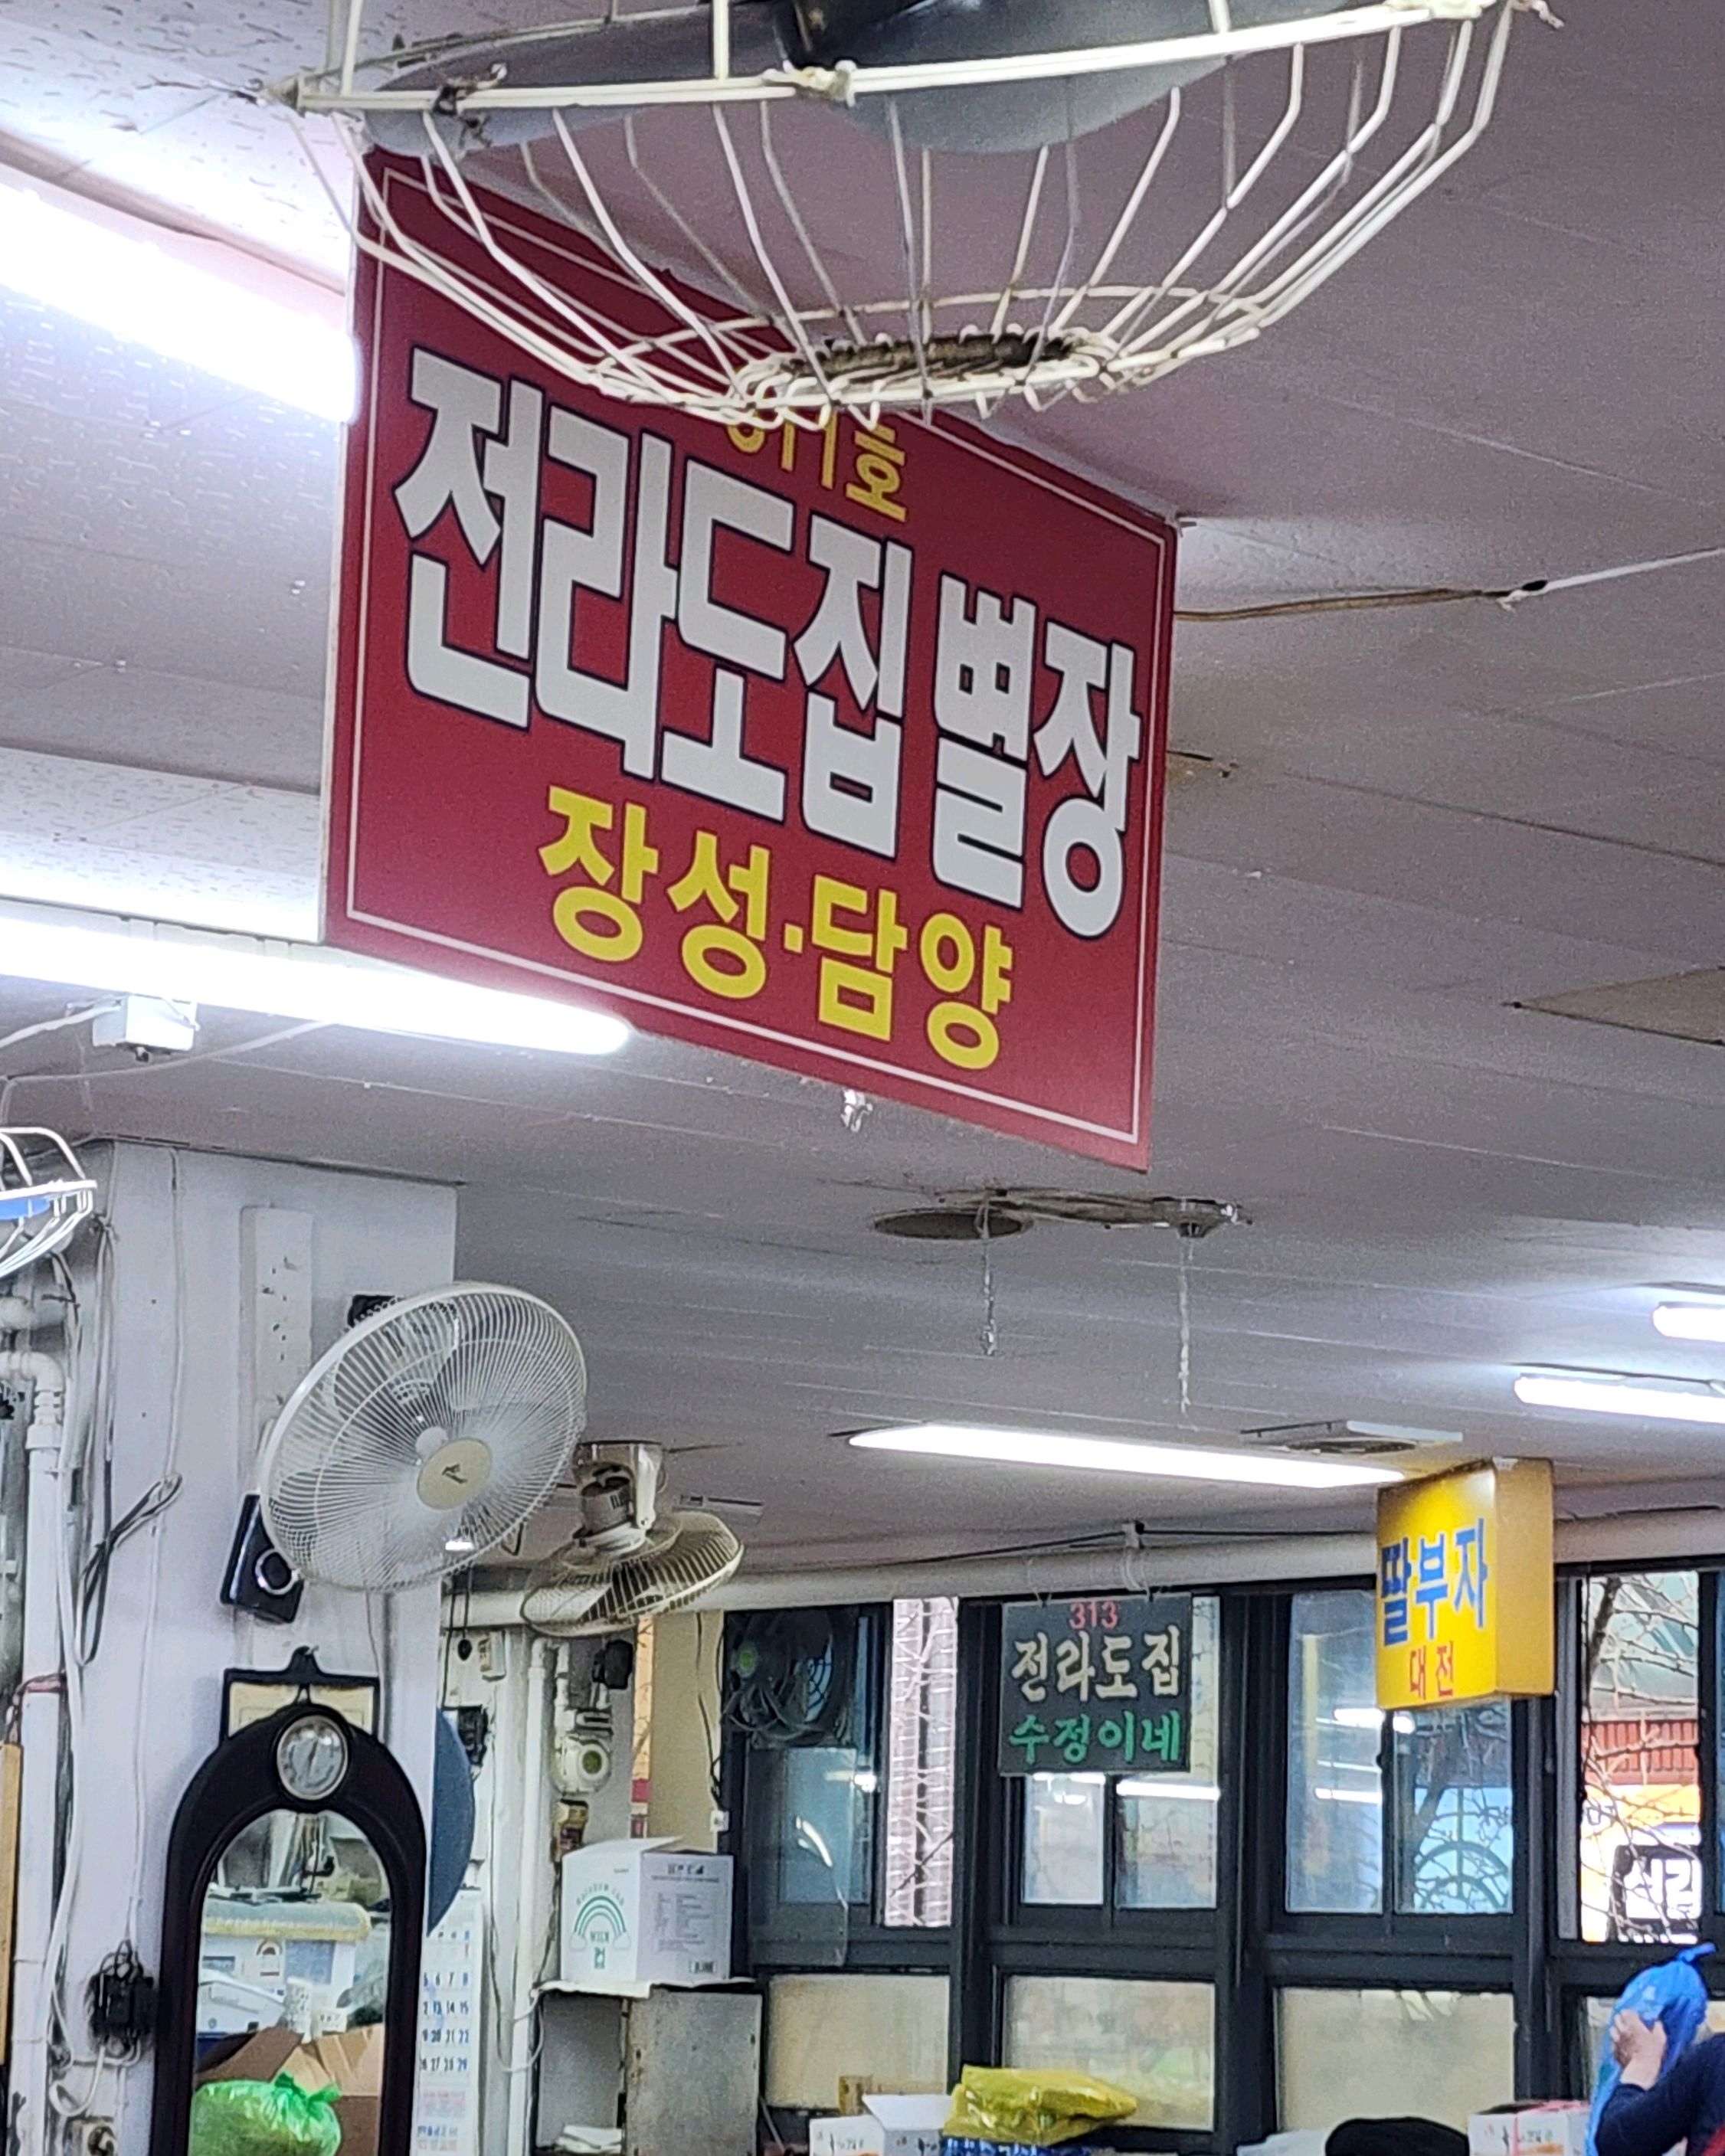 전라도집 별장
장성·담양
313
전라도집
수정이네
딸부자
대전